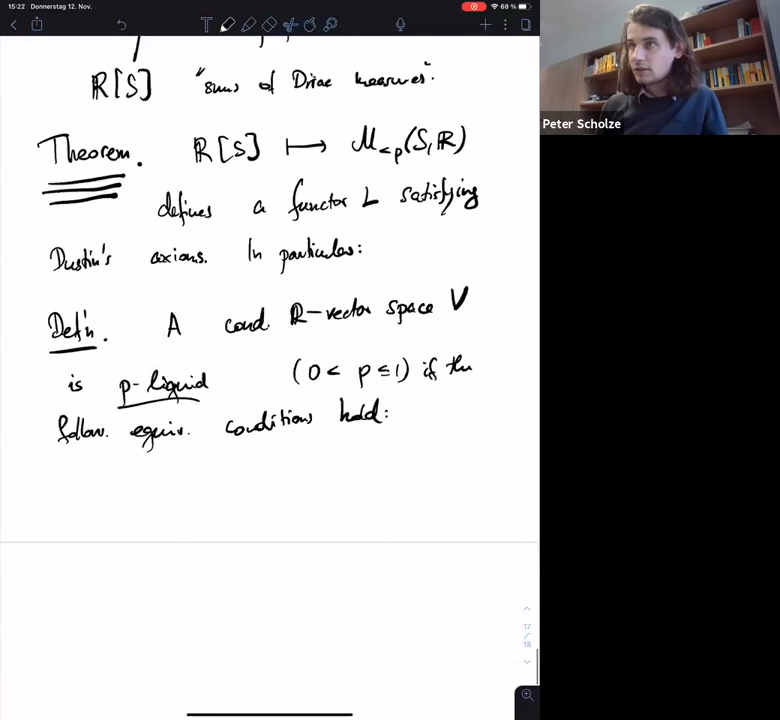 15:22 Donnerstag 12. Nov.
68 %
ℝ[S] "sums of Dirac measures".
Theorem. ℝ[S] ⟼ ℳ<p(S, ℝ)
defines a functor L satisfying
Dustin's axioms. In particular:
Def'n. A cond. ℝ-vector space V
is p-liquid (0 < p ≤ 1) if the
follow. equiv. conditions hold:
Peter Scholze
17
/
18